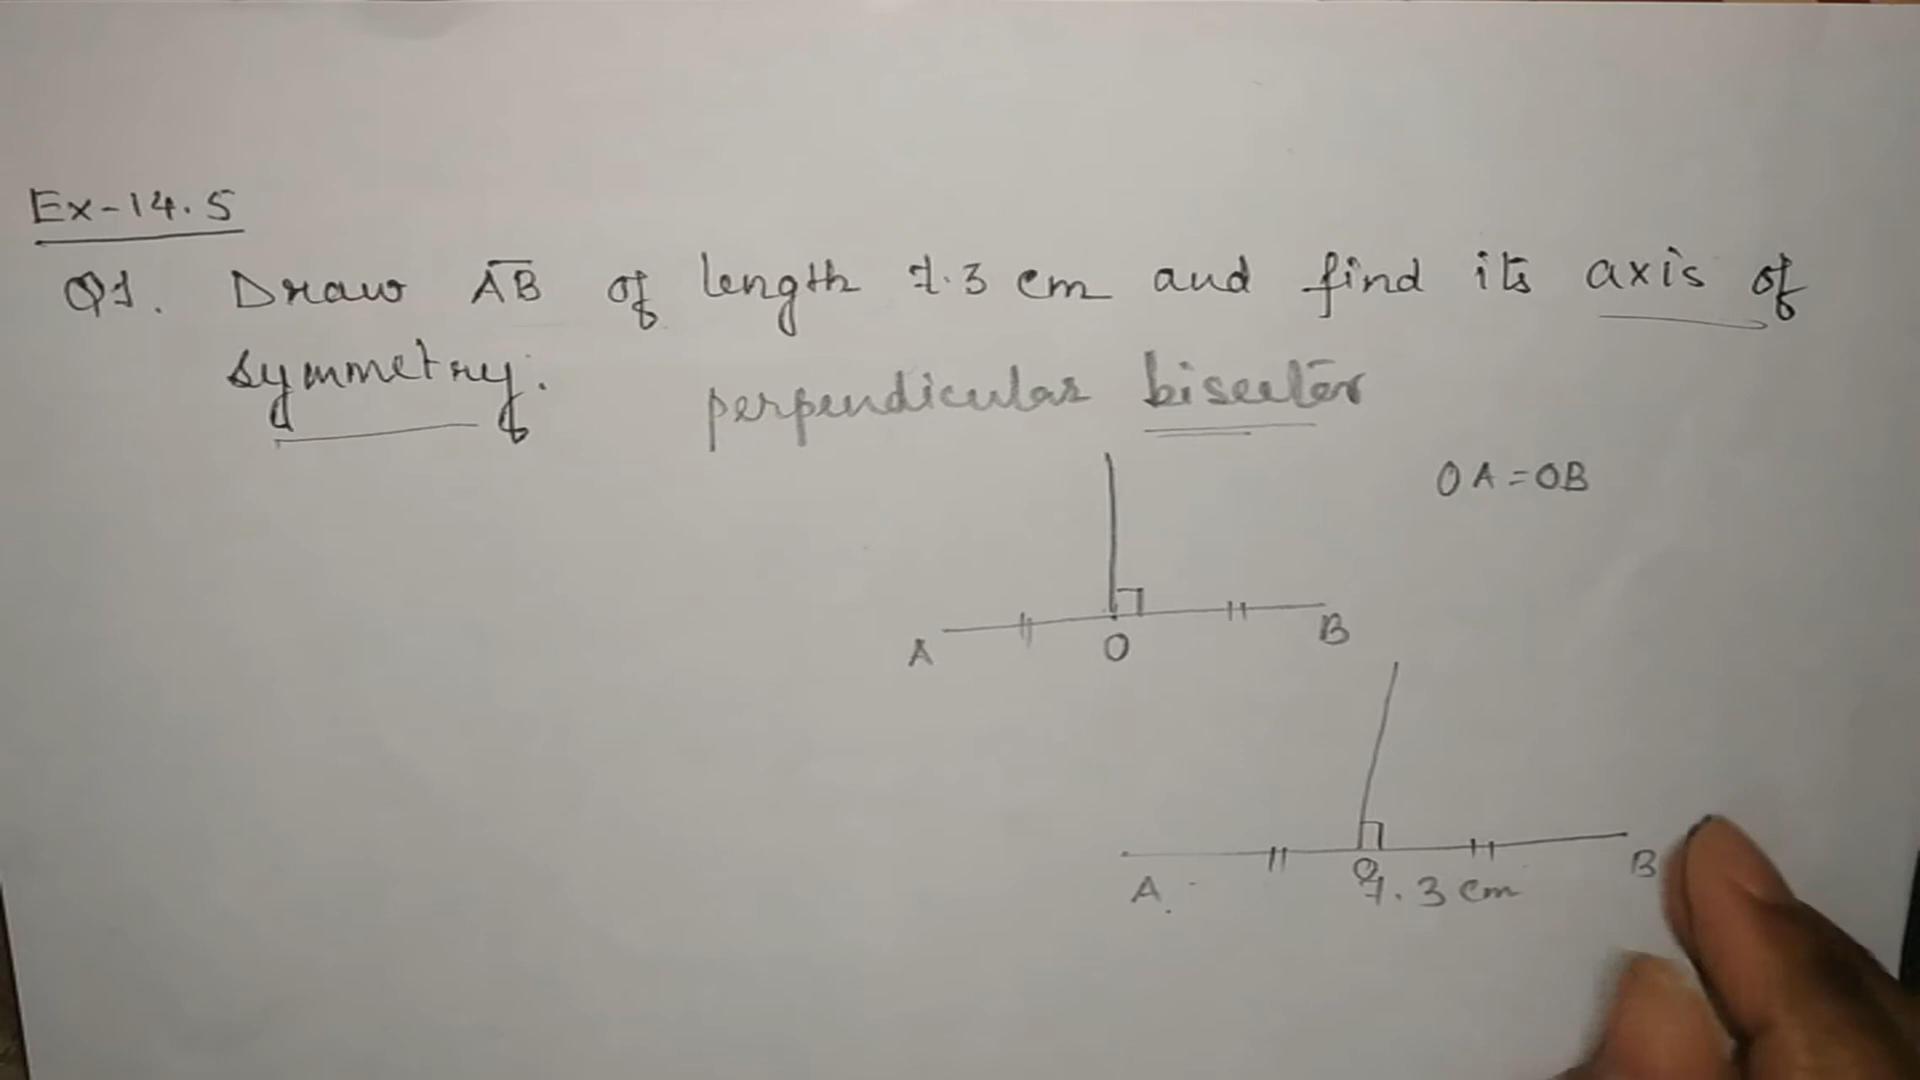 Ex-14.5
Q1. Draw AB of length 7.3 cm and find its axis of
symmetry.
perpendicular bisector
OA=OB
A O B
A O B
7.3 cm